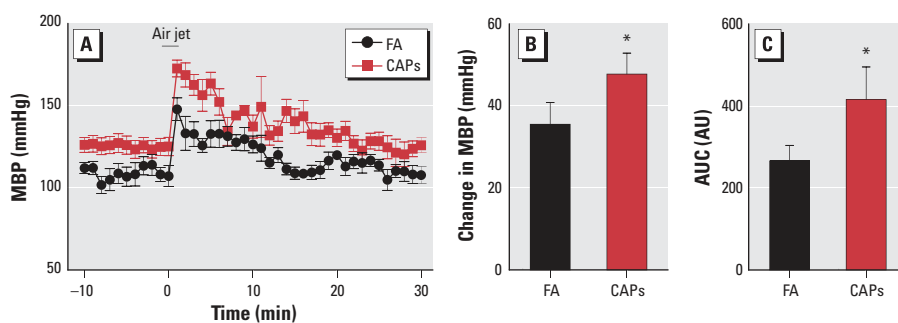 A
Air jet
FA
CAPs
MBP (mmHg)
200
150
100
50
–10
0
10
20
30
Time (min)
B
*
Change in MBP (mmHg)
60
40
20
0
FA
CAPs
C
*
AUC (AU)
600
400
200
0
FA
CAPs